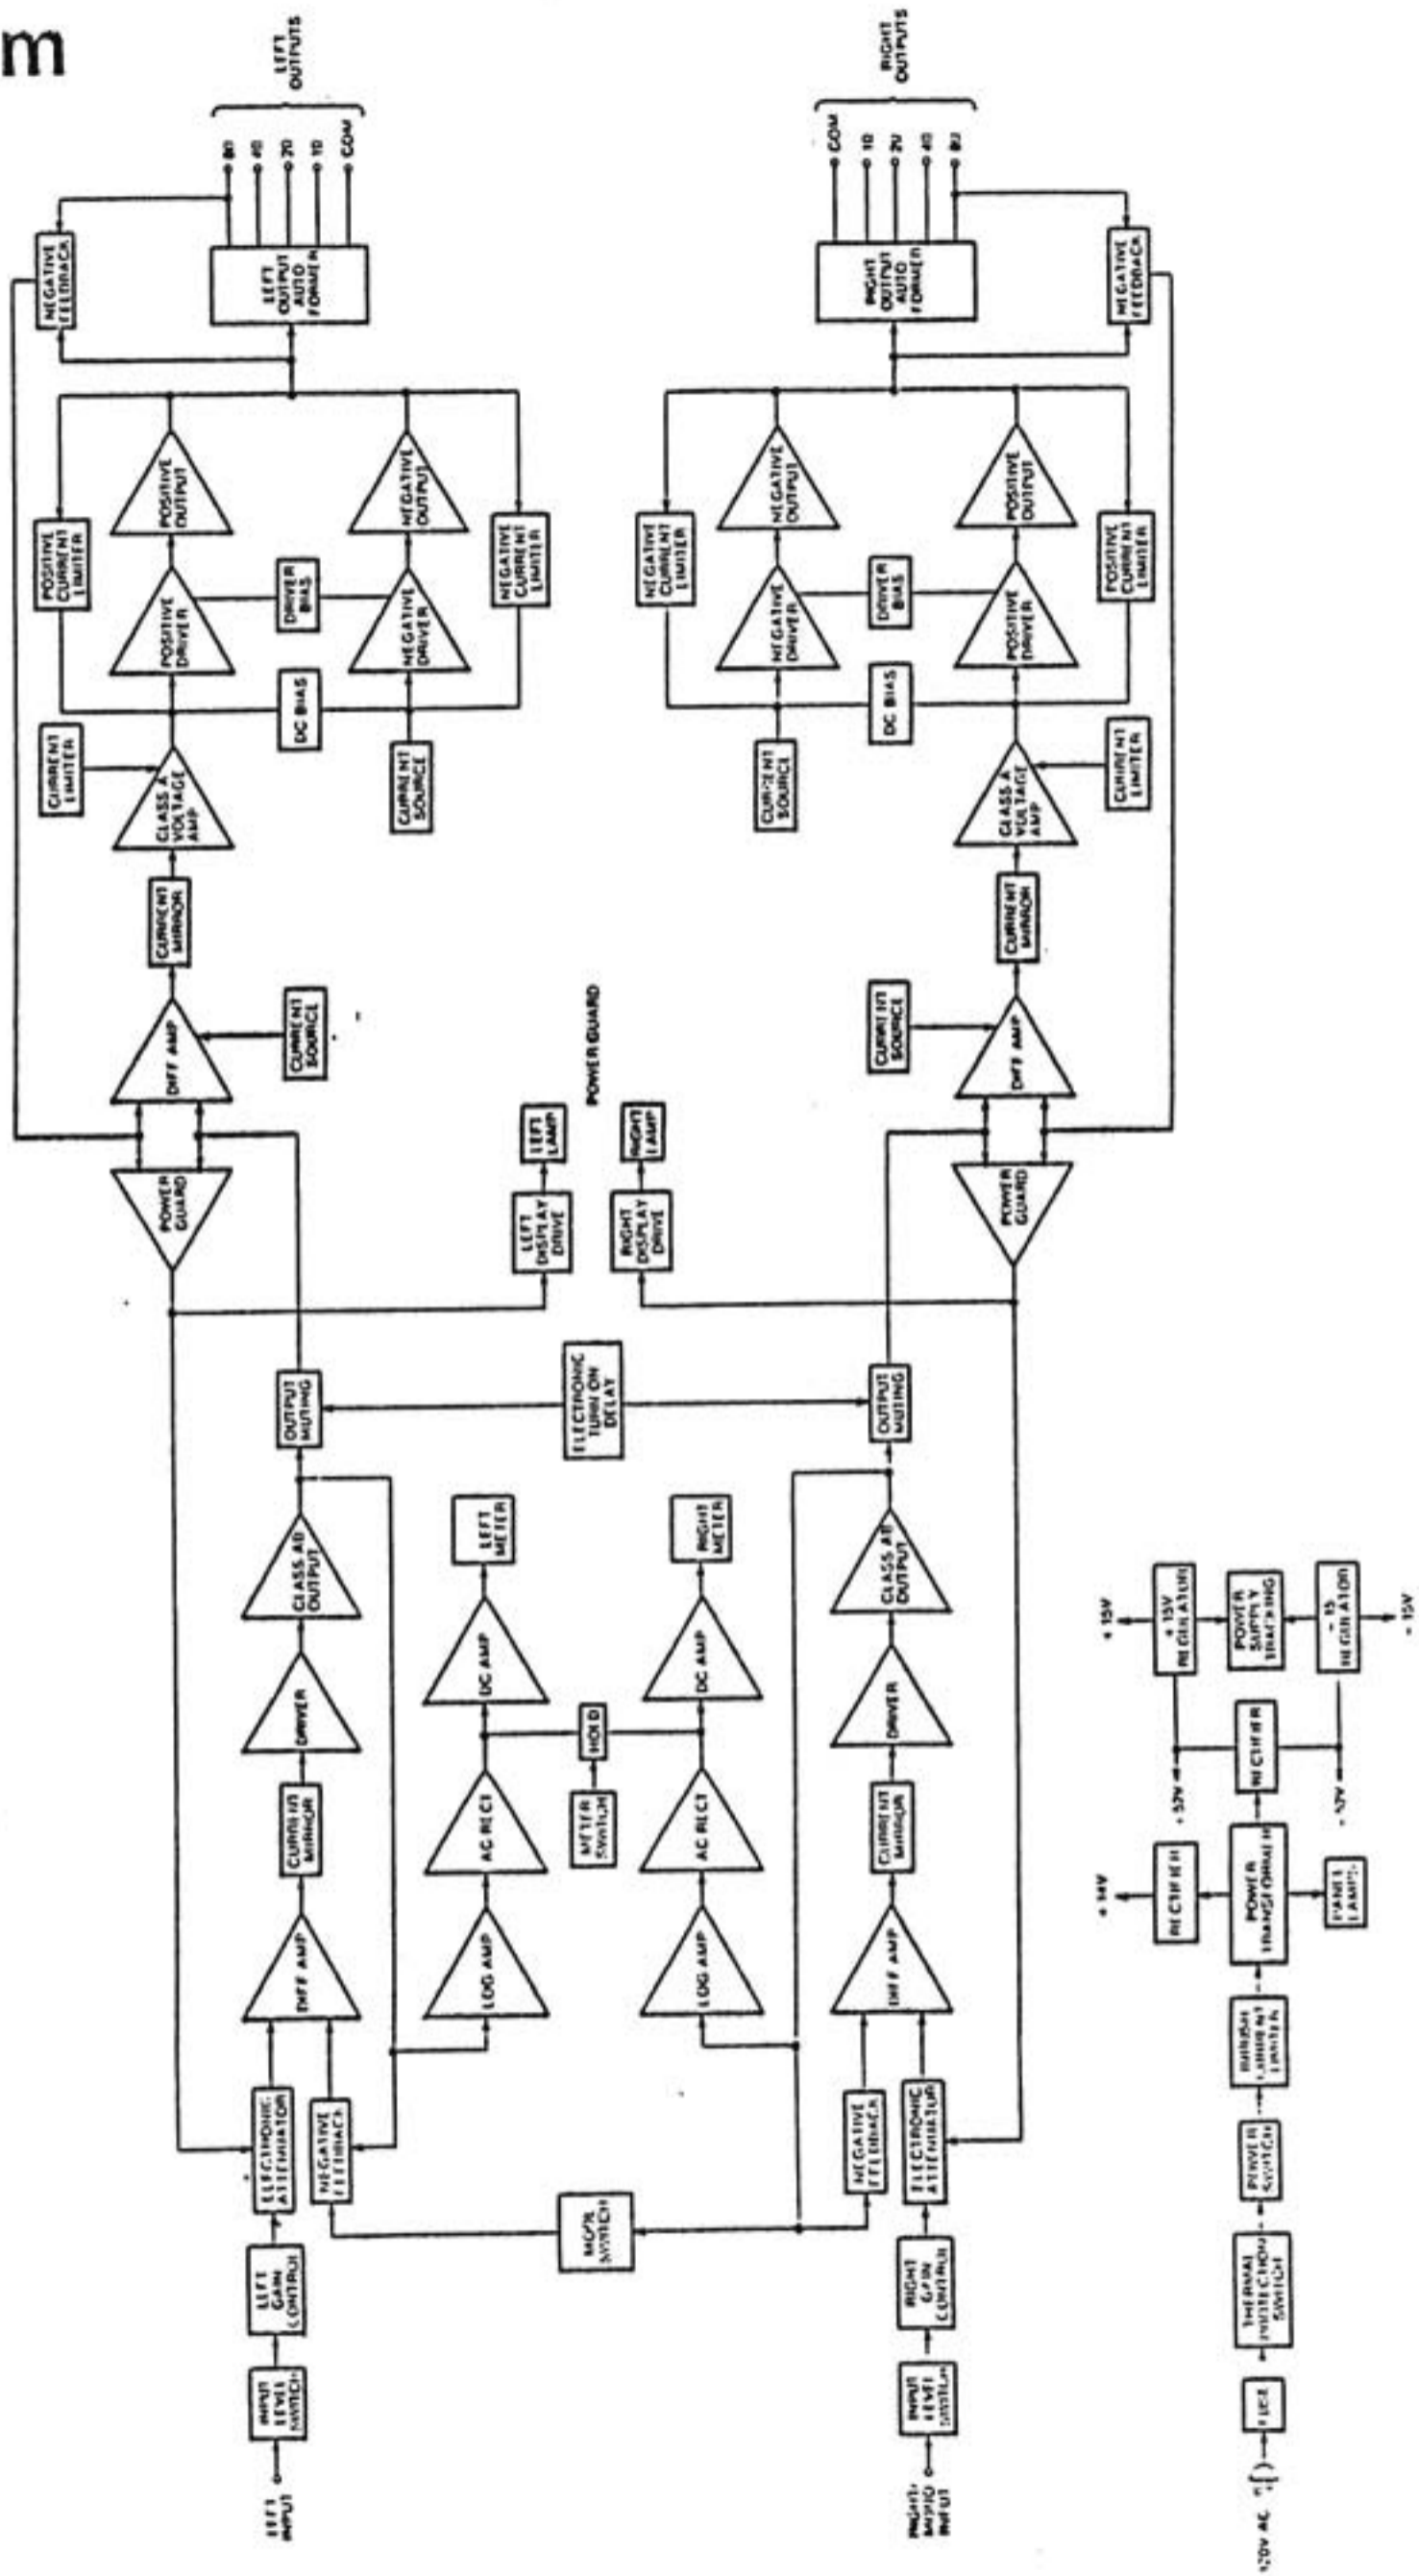 m
LEFT
INPUT
INPUT
LEVEL
SWITCH
LEFT
GAIN
CONTROL
ELECTRONIC
ATTENUATOR
NEGATIVE
FEEDBACK
DIFF AMP
CURRENT
MIRROR
DRIVER
CLASS AB
OUTPUT
OUTPUT
MUTING
POWER
GUARD
DIFF AMP
CURRENT
SOURCE
CURRENT
MIRROR
CLASS A
VOLTAGE
AMP
CURRENT
LIMITER
CURRENT
SOURCE
DC BIAS
POSITIVE
DRIVER
DRIVER
BIAS
NEGATIVE
DRIVER
POSITIVE
CURRENT
LIMITER
POSITIVE
OUTPUT
NEGATIVE
OUTPUT
NEGATIVE
CURRENT
LIMITER
NEGATIVE
FEEDBACK
LEFT
OUTPUT
AUTO
FORMER
8Ω
4Ω
2Ω
1Ω
COM
LEFT
OUTPUTS
LOG AMP
AC RECT
DC AMP
LEFT
METER
METER
SWITCH
HOLD
LOG AMP
AC RECT
DC AMP
RIGHT
METER
ELECTRONIC
TURN ON
DELAY
LEFT
DISPLAY
DRIVE
LEFT
LAMP
RIGHT
DISPLAY
DRIVE
RIGHT
LAMP
POWER GUARD
MODE
SWITCH
RIGHT/
MONO
INPUT
INPUT
LEVEL
SWITCH
RIGHT
GAIN
CONTROL
NEGATIVE
FEEDBACK
ELECTRONIC
ATTENUATOR
DIFF AMP
CURRENT
MIRROR
DRIVER
CLASS AB
OUTPUT
OUTPUT
MUTING
POWER
GUARD
CURRENT
SOURCE
DIFF AMP
CURRENT
MIRROR
CLASS A
VOLTAGE
AMP
CURRENT
LIMITER
CURRENT
SOURCE
DC BIAS
NEGATIVE
DRIVER
DRIVER
BIAS
POSITIVE
DRIVER
NEGATIVE
CURRENT
LIMITER
NEGATIVE
OUTPUT
POSITIVE
OUTPUT
POSITIVE
CURRENT
LIMITER
RIGHT
OUTPUT
AUTO
FORMER
NEGATIVE
FEEDBACK
COM
1Ω
2Ω
4Ω
8Ω
RIGHT
OUTPUTS
120V AC
FUSE
THERMAL
PROTECTION
SWITCH
POWER
SWITCH
INRUSH
CURRENT
LIMITER
POWER
TRANSFORMER
RECTIFIER
+ 14V
PANEL
LAMPS
RECTIFIER
+ 15V
REGULATOR
+ 15V
POWER
SUPPLY
TRACKING
- 15
REGULATOR
- 15V